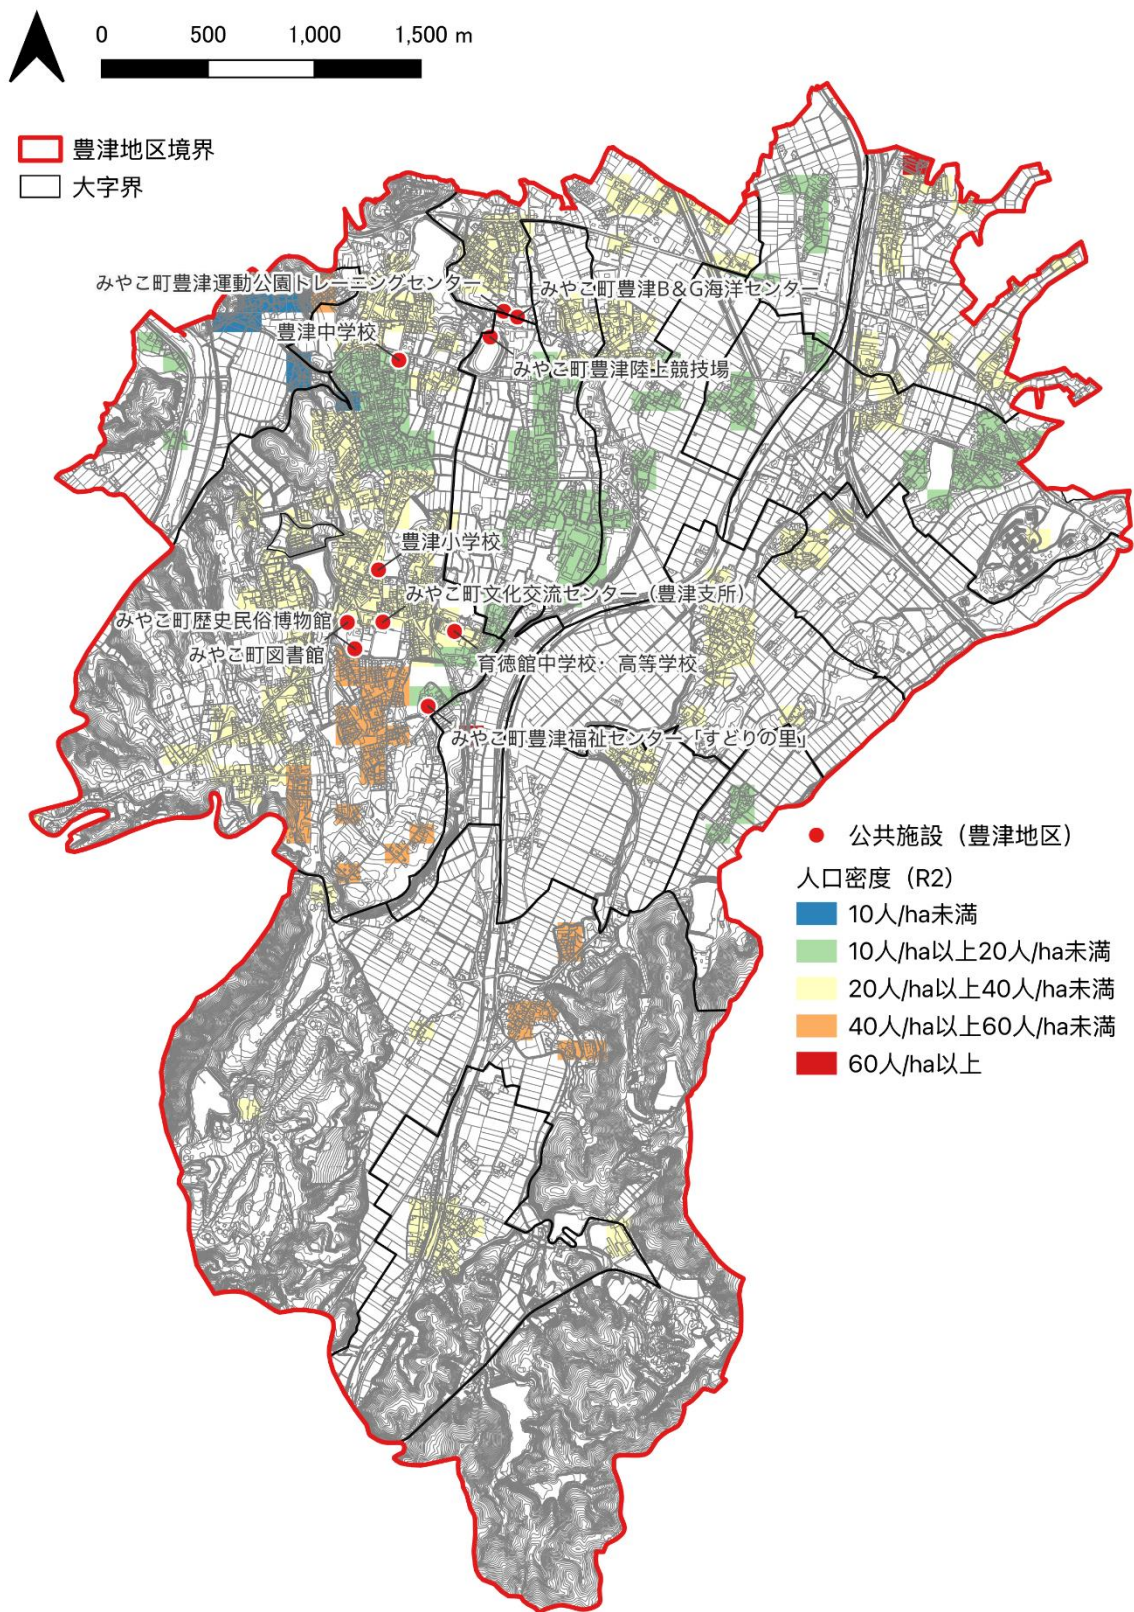 0 500 1,000 1,500 m
豊津地区境界
大字界
みやこ町豊津運動公園トレーニングセンター
みやこ町豊津B&G海洋センター
豊津中学校
みやこ町豊津陸上競技場
豊津小学校
みやこ町文化交流センター（豊津支所）
みやこ町歴史民俗博物館
みやこ町図書館
育徳館中学校・高等学校
みやこ町豊津福祉センター「すどりの里」
公共施設（豊津地区）
人口密度（R2）
10人/ha未満
10人/ha以上20人/ha未満
20人/ha以上40人/ha未満
40人/ha以上60人/ha未満
60人/ha以上